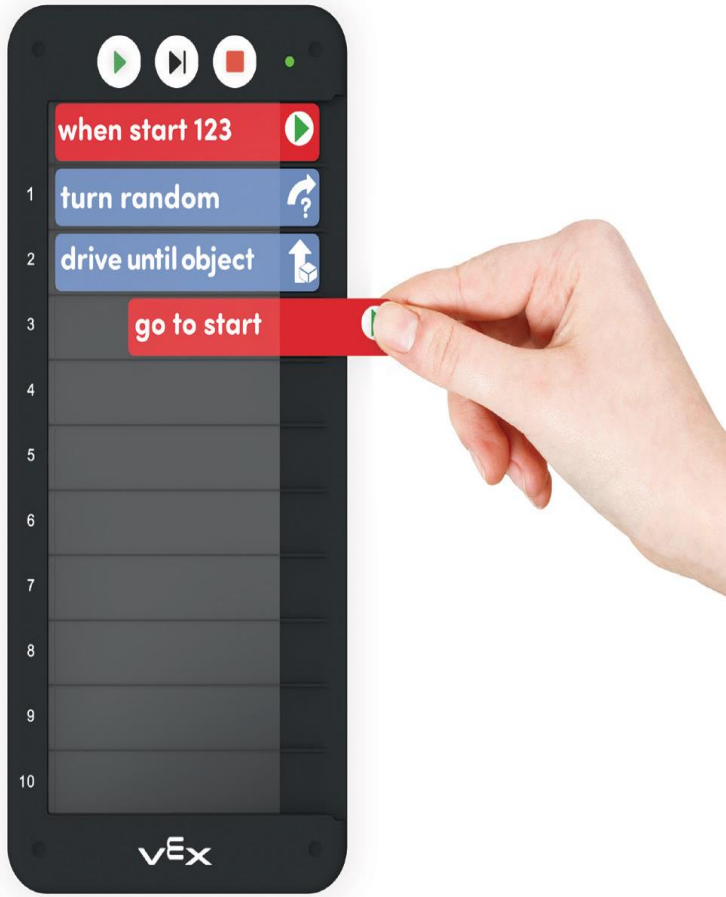 when start 123
1 turn random
2 drive until object
3 go to start
4
5
6
7
8
9
10
vex